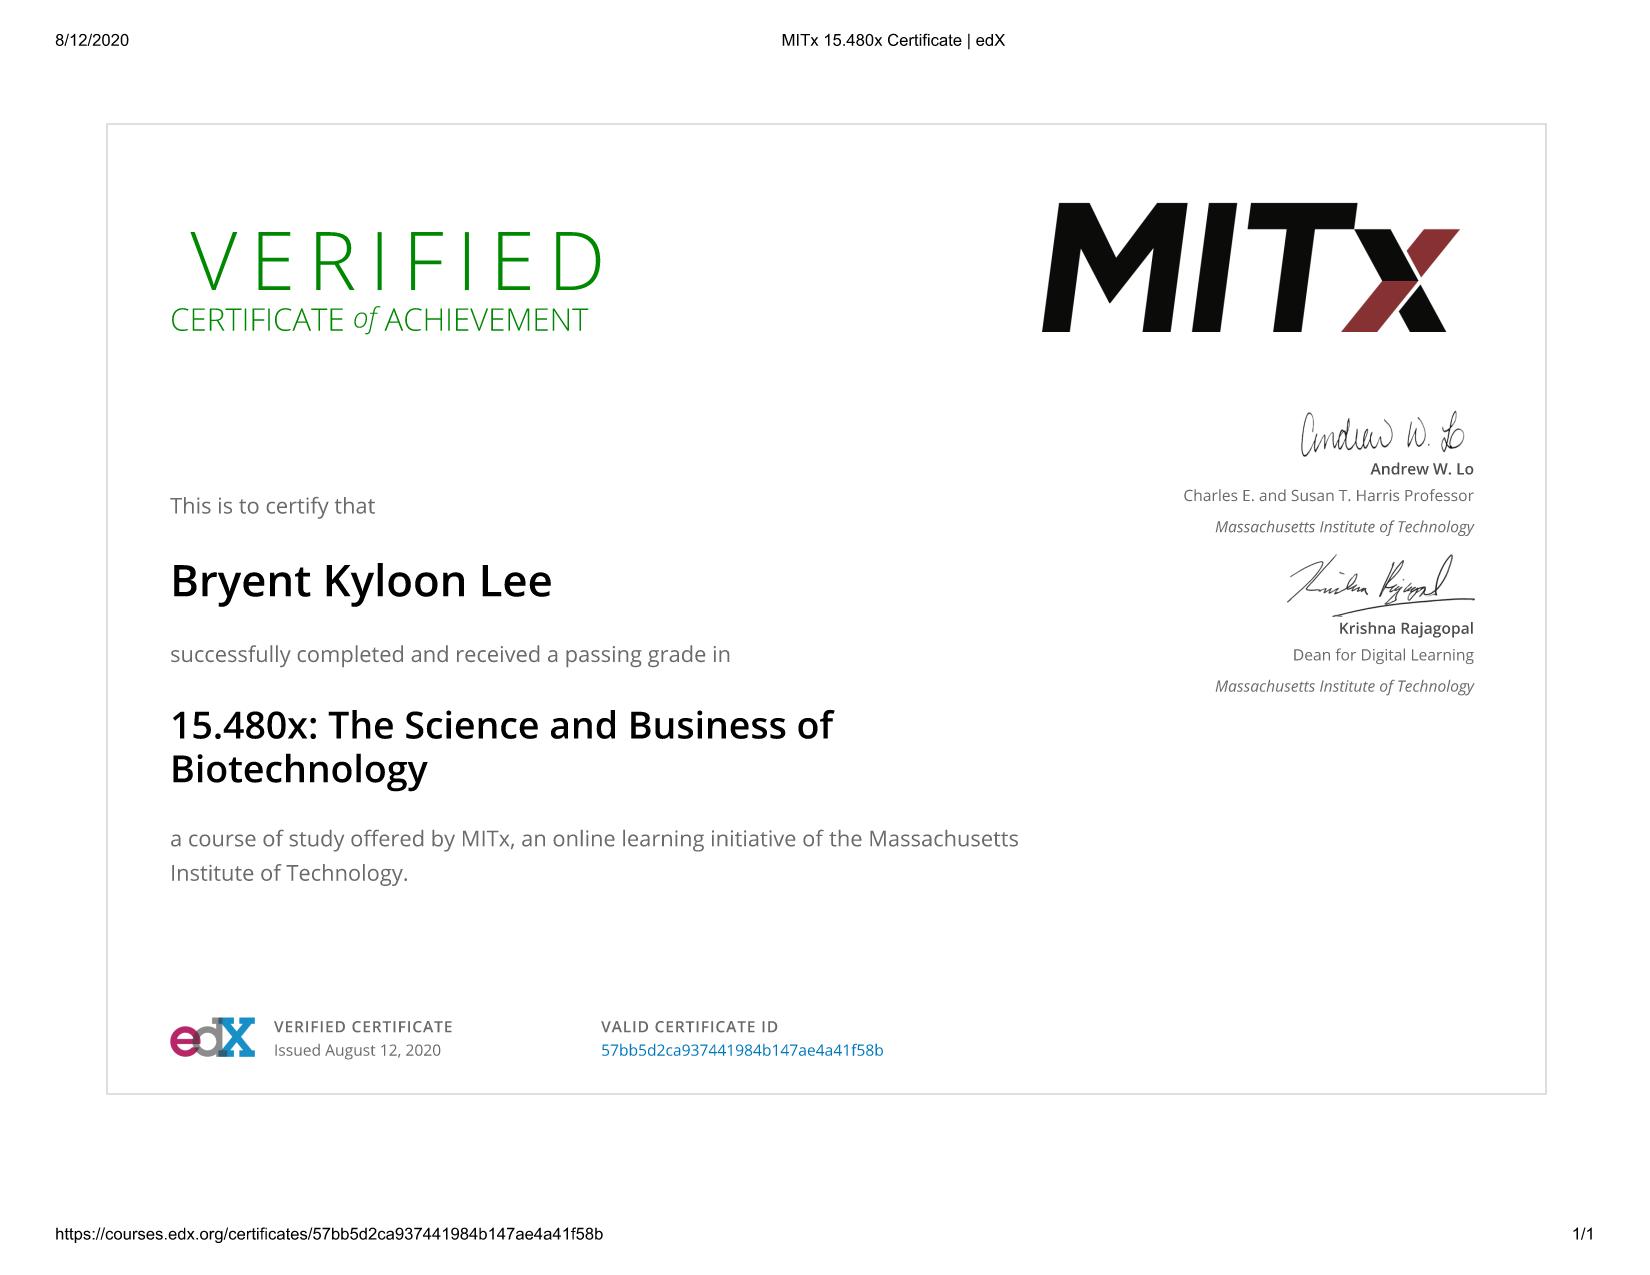 8/12/2020
MITx 15.480x Certificate | edX
VERIFIED
CERTIFICATE of ACHIEVEMENT
MITx
Andrew W. Lo
Andrew W. Lo
Charles E. and Susan T. Harris Professor
Massachusetts Institute of Technology
Krishna Rajagopal
Krishna Rajagopal
Dean for Digital Learning
Massachusetts Institute of Technology
This is to certify that
Bryent Kyloon Lee
successfully completed and received a passing grade in
15.480x: The Science and Business of
Biotechnology
a course of study offered by MITx, an online learning initiative of the Massachusetts
Institute of Technology.
edX
VERIFIED CERTIFICATE
Issued August 12, 2020
VALID CERTIFICATE ID
57bb5d2ca937441984b147ae4a41f58b
https://courses.edx.org/certificates/57bb5d2ca937441984b147ae4a41f58b
1/1